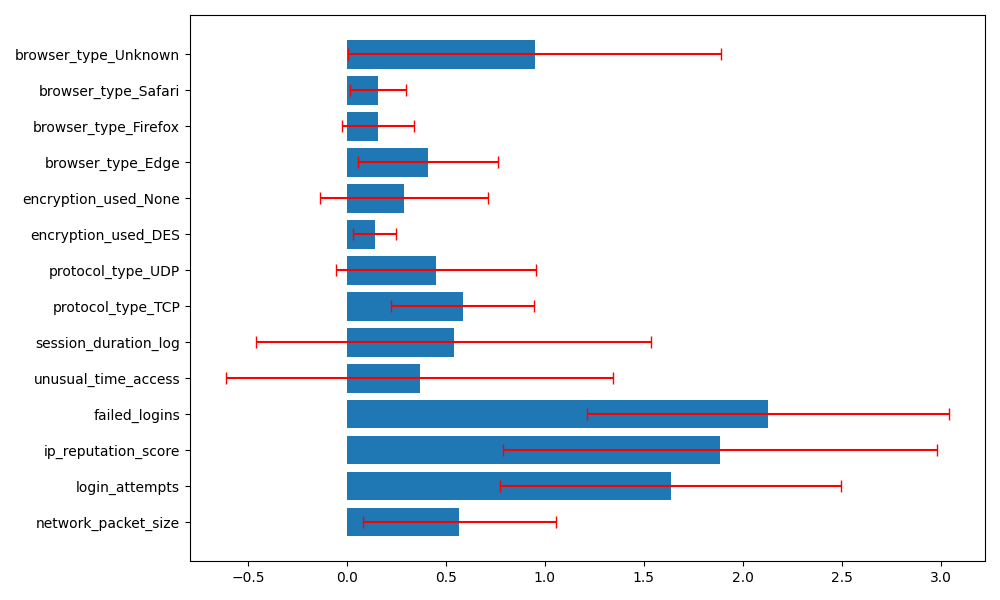 browser_type_Unknown
browser_type_Safari
browser_type_Firefox
browser_type_Edge
encryption_used_None
encryption_used_DES
protocol_type_UDP
protocol_type_TCP
session_duration_log
unusual_time_access
failed_logins
ip_reputation_score
login_attempts
network_packet_size
−0.5 0.0 0.5 1.0 1.5 2.0 2.5 3.0